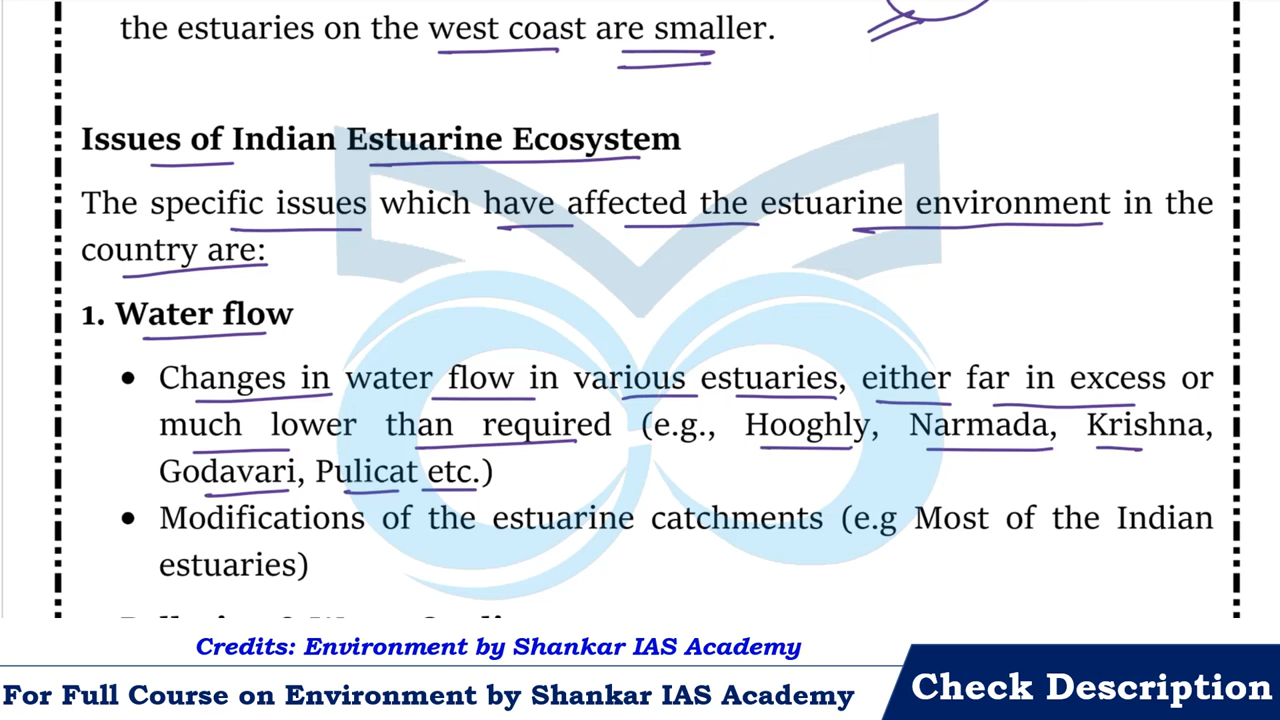 the estuaries on the west coast are smaller.
Issues of Indian Estuarine Ecosystem
The specific issues which have affected the estuarine environment in the
country are:
1. Water flow
• Changes in water flow in various estuaries, either far in excess or
much lower than required (e.g., Hooghly, Narmada, Krishna,
Godavari, Pulicat etc.)
• Modifications of the estuarine catchments (e.g Most of the Indian
estuaries)
Credits: Environment by Shankar IAS Academy
For Full Course on Environment by Shankar IAS Academy
Check Description